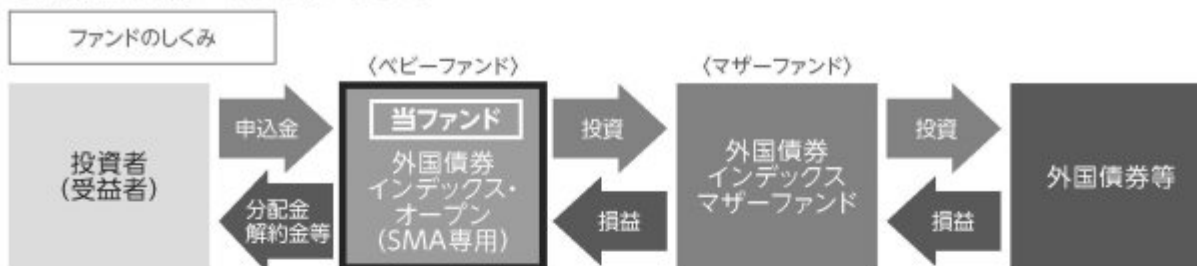 ファンドのしくみ
〈ベビーファンド〉
〈マザーファンド〉
投資者
(受益者)
申込金
分配金
解約金等
当ファンド
外国債券
インデックス・
オープン
(SMA専用)
投資
損益
外国債券
インデックス
マザーファンド
投資
損益
外国債券等